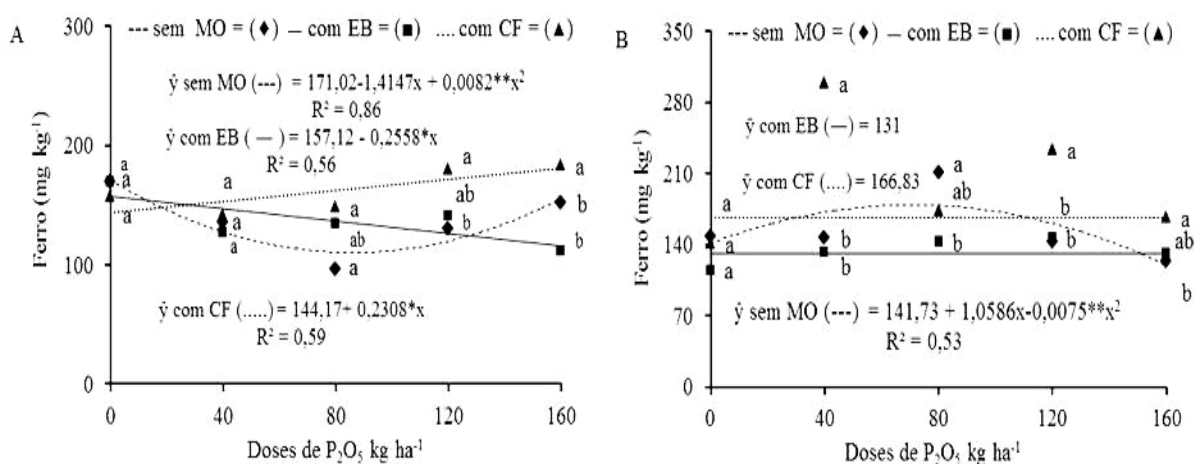 A
300
200
100
0
Ferro (mg kg⁻¹)
--- sem MO = (♦) — com EB = (■) .... com CF = (▲)
ŷ sem MO (---) = 171,02-1,4147x + 0,0082**x²
R² = 0,86
ŷ com EB ( — ) = 157,12 - 0,2558*x
R² = 0,56
a
a
a
a
a
a
a
ab
a
ab
b
a
b
b
ŷ com CF (.....) = 144,17+ 0,2308*x
R² = 0,59
0 40 80 120 160
Doses de P₂O₅ kg ha⁻¹
B
350
280
210
140
70
0
Ferro (mg kg⁻¹)
--- sem MO = (♦) — com EB = (■) .... com CF = (▲)
a
ŷ com EB (—) = 131
ŷ com CF (....) = 166,83
a
a
a
b
b
a
ab
b
b
b
b
a
ab
b
ŷ sem MO (---) = 141,73 + 1,0586x-0,0075**x²
R² = 0,53
0 40 80 120 160
Doses de P₂O₅ kg ha⁻¹